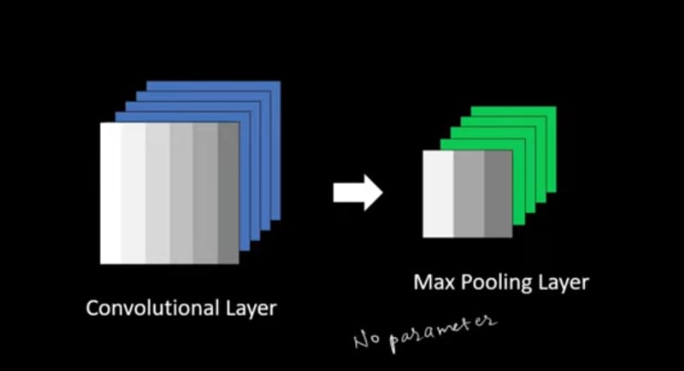 Max Pooling Layer
Convolutional Layer
No parameter